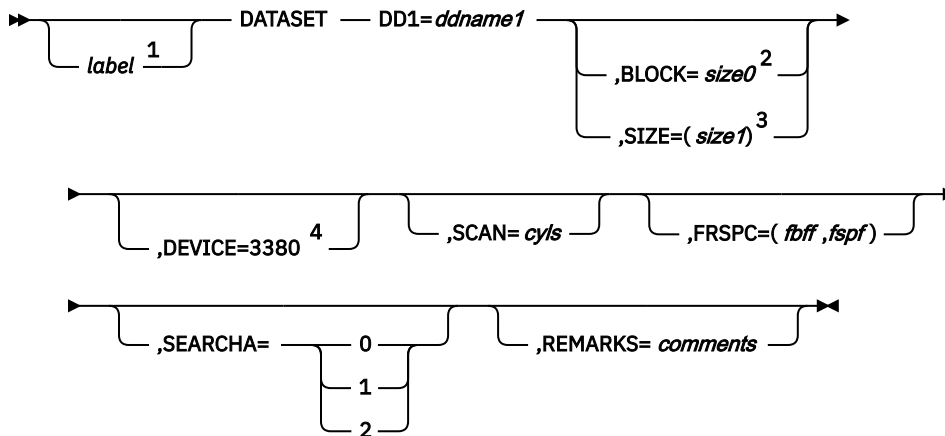 DATASET DD1=ddname1
label 1
,BLOCK= size0 2
,SIZE=( size1) 3
,DEVICE=3380 4
,SCAN= cyls
,FRSPC=( fbff ,fspf )
,SEARCHA= 0
1
2
,REMARKS= comments